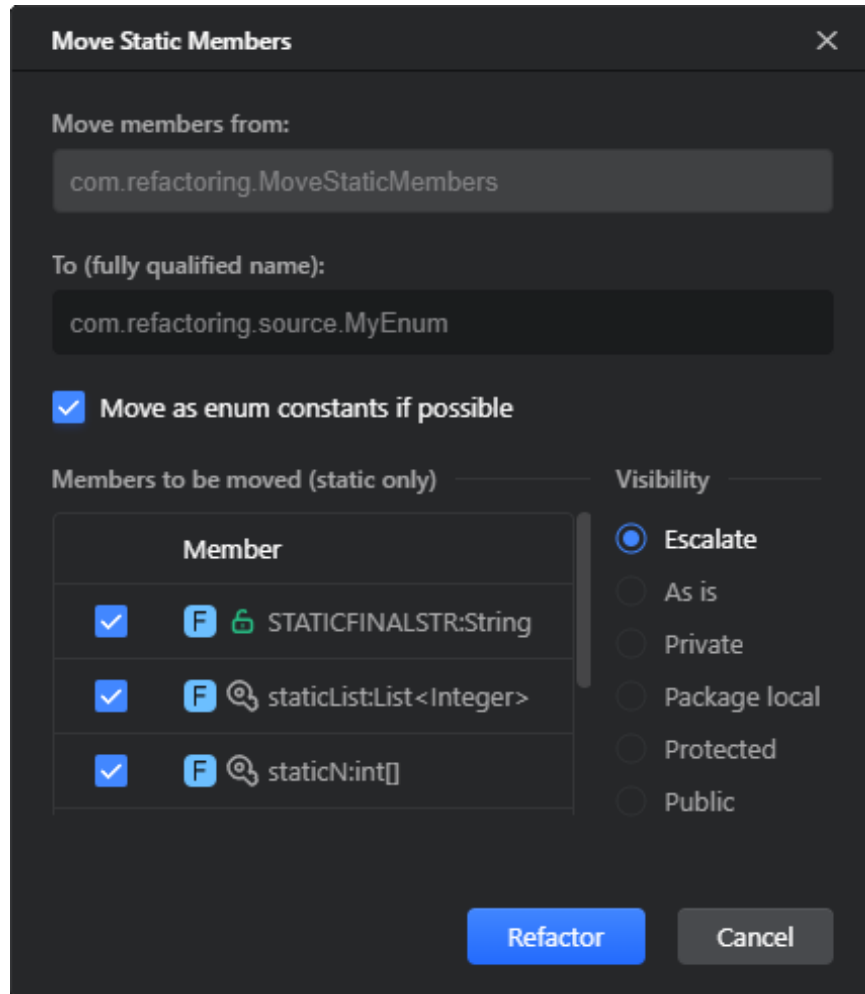 Move Static Members
Move members from:
com.refactoring.MoveStaticMembers
To (fully qualified name):
com.refactoring.source.MyEnum
Move as enum constants if possible
Members to be moved (static only)
Member
F STATICFINALSTR:String
F staticList:List<Integer>
F staticN:int[]
Visibility
Escalate
As is
Private
Package local
Protected
Public
Refactor
Cancel